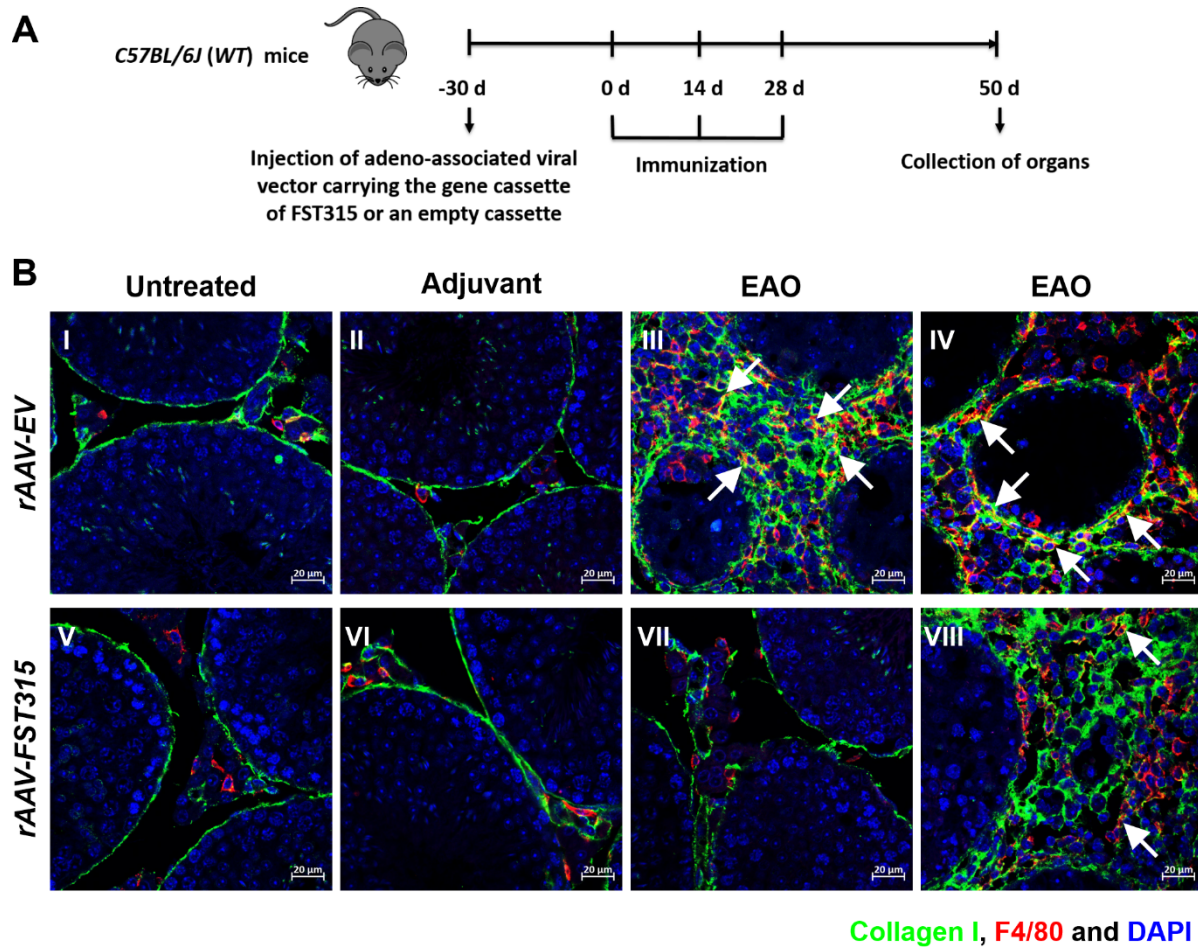 A
C57BL/6J (WT) mice
-30 d
0 d
14 d
28 d
50 d
Injection of adeno-associated viral
vector carrying the gene cassette
of FST315 or an empty cassette
Immunization
Collection of organs
B
Untreated
Adjuvant
EAO
EAO
rAAV-EV
I
II
III
IV
20 µm
20 µm
20 µm
20 µm
rAAV-FST315
V
VI
VII
VIII
20 µm
20 µm
20 µm
20 µm
Collagen I, F4/80 and DAPI